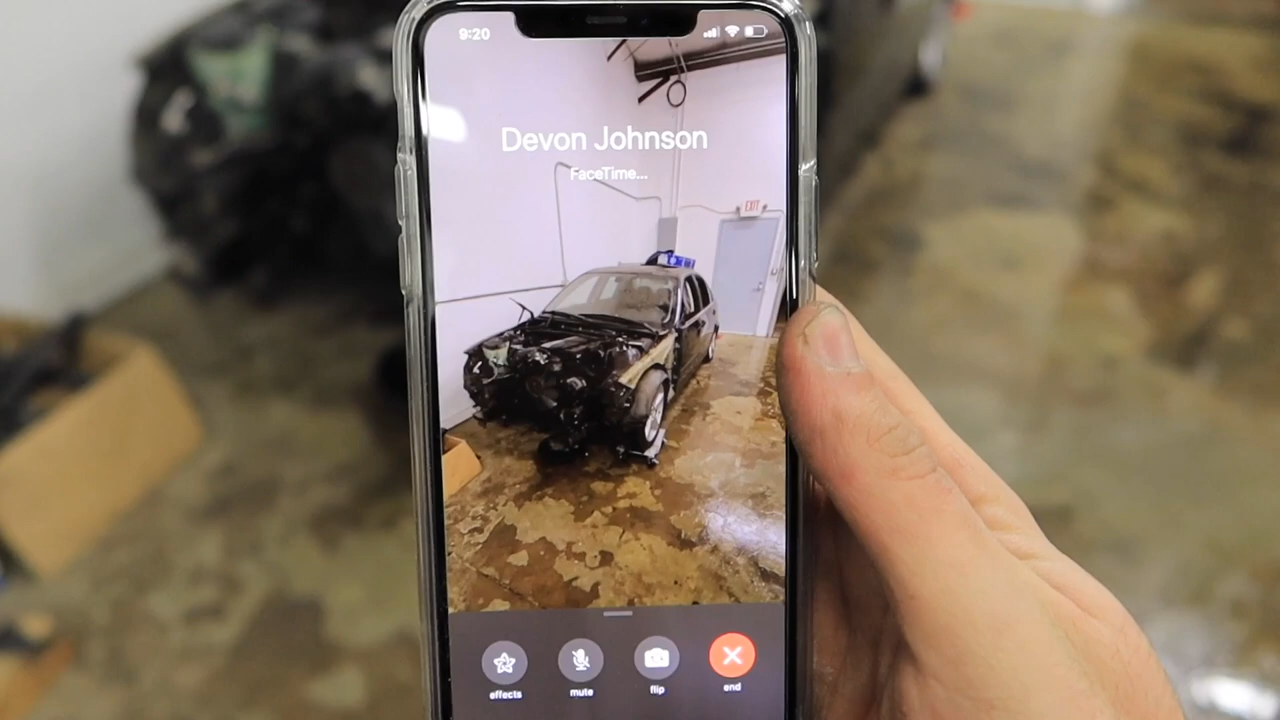 9:20
Devon Johnson
FaceTime...
EXIT
effects
mute
flip
end